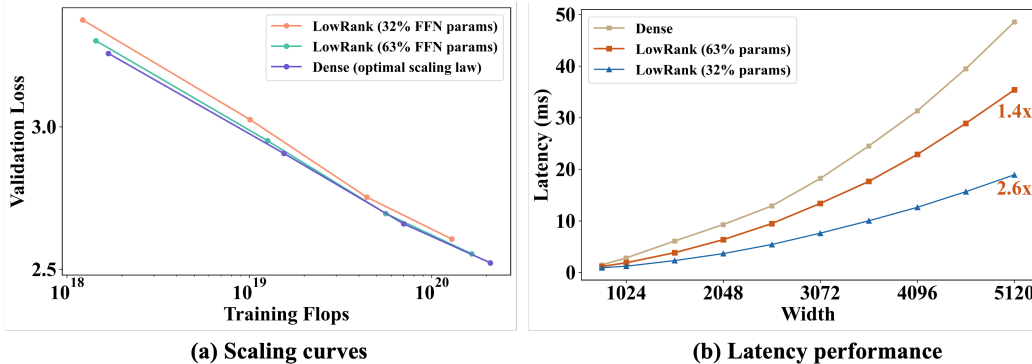 LowRank (32% FFN params)
LowRank (63% FFN params)
Dense (optimal scaling law)
Validation Loss
3.0
2.5
10^18
10^19
10^20
Training Flops
(a) Scaling curves
Dense
LowRank (63% params)
LowRank (32% params)
Latency (ms)
50
40
30
20
10
0
1.4x
2.6x
1024
2048
3072
4096
5120
Width
(b) Latency performance